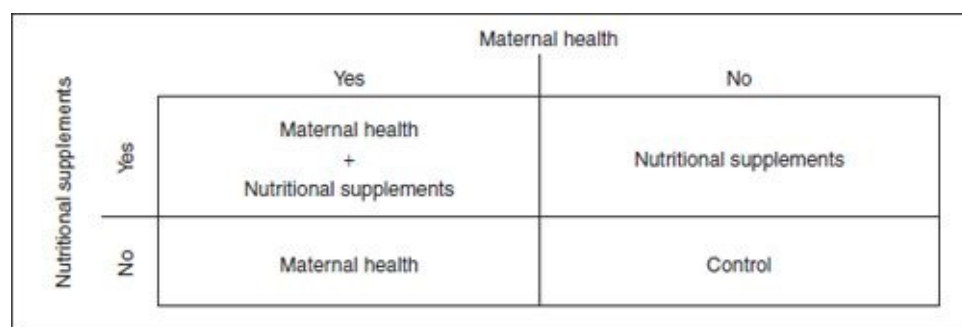 Maternal health
Yes
No
Nutritional supplements
Yes
Maternal health
+
Nutritional supplements
Nutritional supplements
No
Maternal health
Control